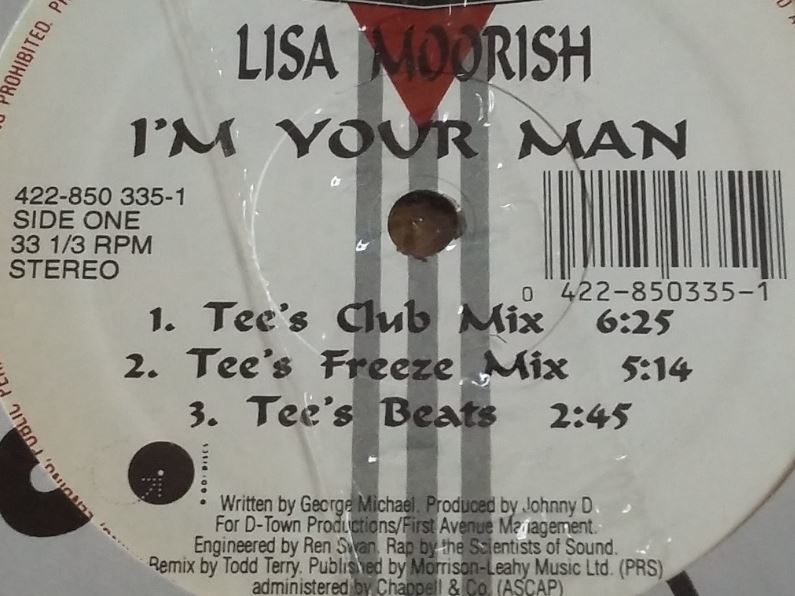 LISA MOORISH
I'M YOUR MAN
422-850 335-1
SIDE ONE
33 1/3 RPM
STEREO
0 422-850335-1
1. Tee's Club Mix 6:25
2. Tee's Freeze Mix 5:14
3. Tee's Beats 2:45
GO! DISCS
Written by George Michael. Produced by Johnny D.
For D-Town Productions/First Avenue Management.
Engineered by Ren Swan. Rap by the Scientists of Sound.
Remix by Todd Terry. Published by Morrison-Leahy Music Ltd. (PRS)
administered by Chappell & Co. (ASCAP)
PROHIBITED.
LENDING, PUBLIC